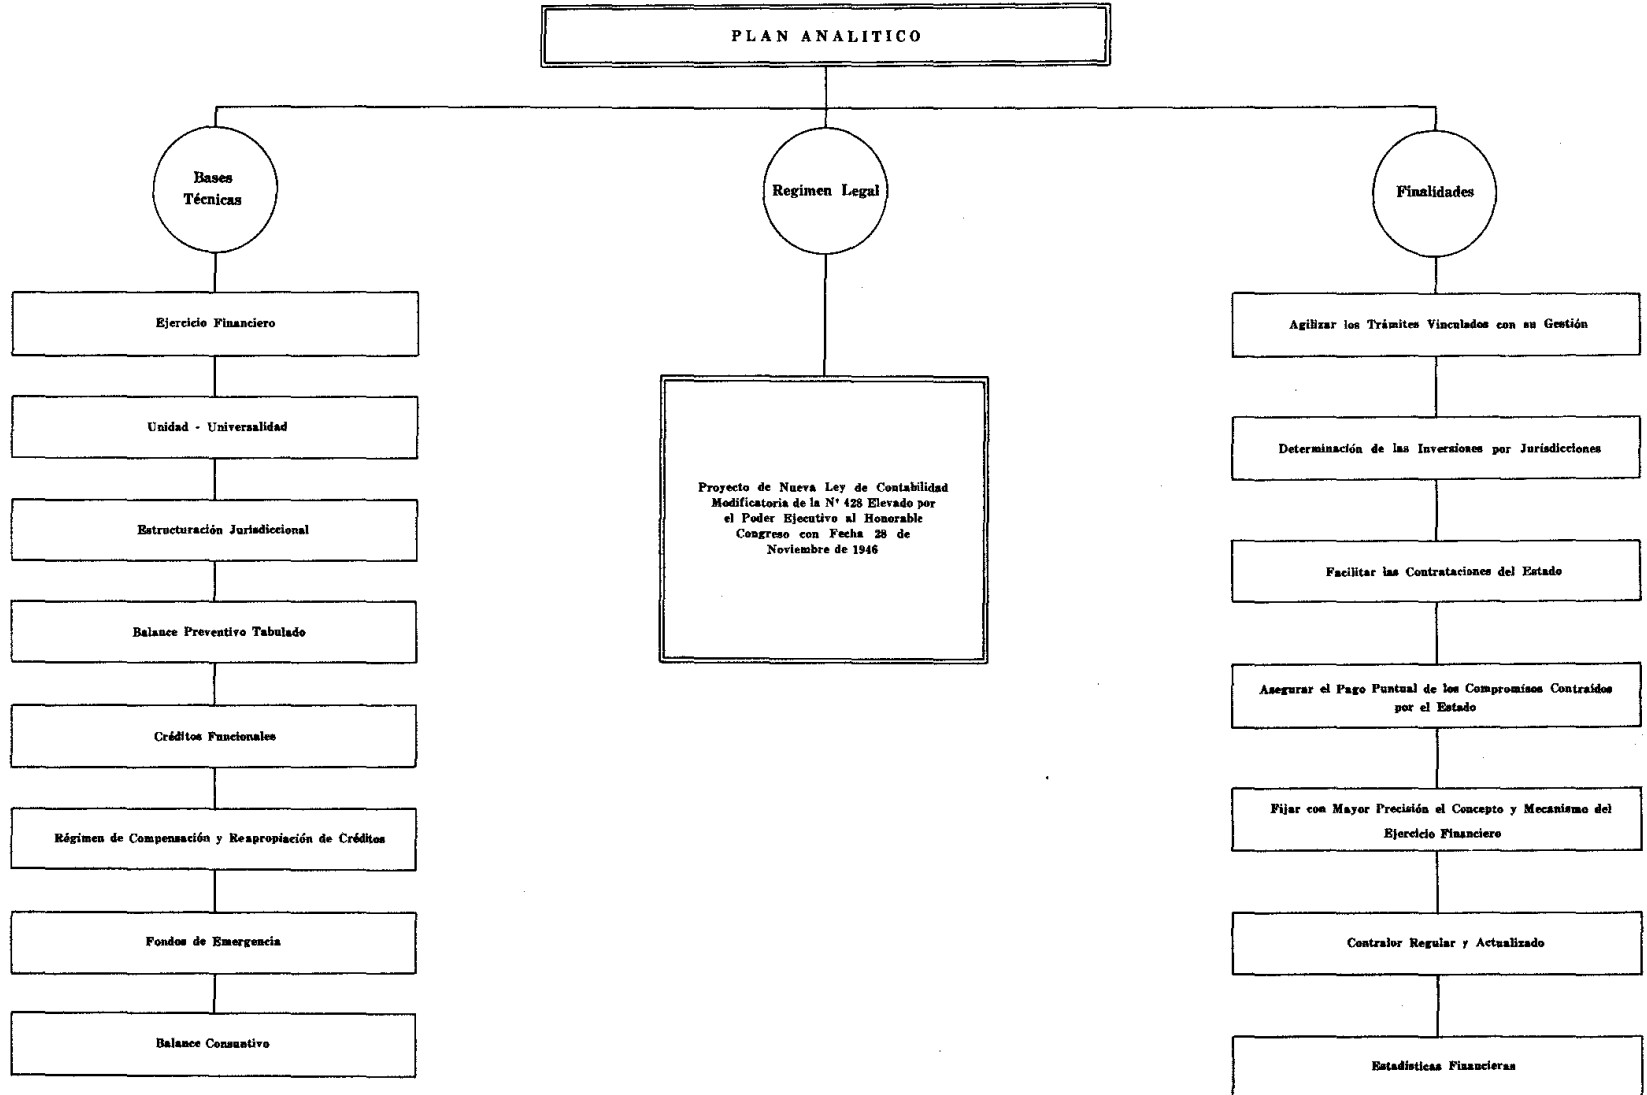 PLAN ANALITICO
Bases
Técnicas
Regimen Legal
Finalidades
Ejercicio Financiero
Unidad - Universalidad
Estructuración Jurisdiccional
Balance Preventivo Tabulado
Créditos Funcionales
Régimen de Compensación y Reapropiación de Créditos
Fondos de Emergencia
Balance Consuntivo
Proyecto de Nueva Ley de Contabilidad
Modificatoria de la Nº 428 Elevado por
el Poder Ejecutivo al Honorable
Congreso con Fecha 28 de
Noviembre de 1946
Agilizar los Trámites Vinculados con su Gestión
Determinación de las Inversiones por Jurisdicciones
Facilitar las Contrataciones del Estado
Asegurar el Pago Puntual de los Compromisos Contraídos
por el Estado
Fijar con Mayor Precisión el Concepto y Mecanismo del
Ejercicio Financiero
Contralor Regular y Actualizado
Estadísticas Financieras